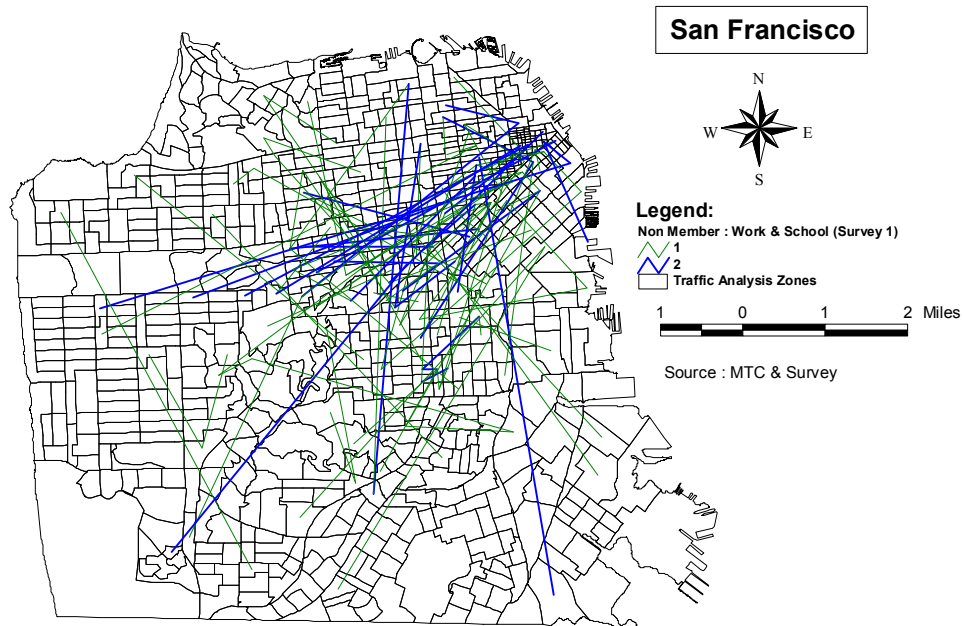 San Francisco
N
W E
S
Legend:
Non Member : Work & School (Survey 1)
1
2
Traffic Analysis Zones
1 0 1 2 Miles
Source : MTC & Survey